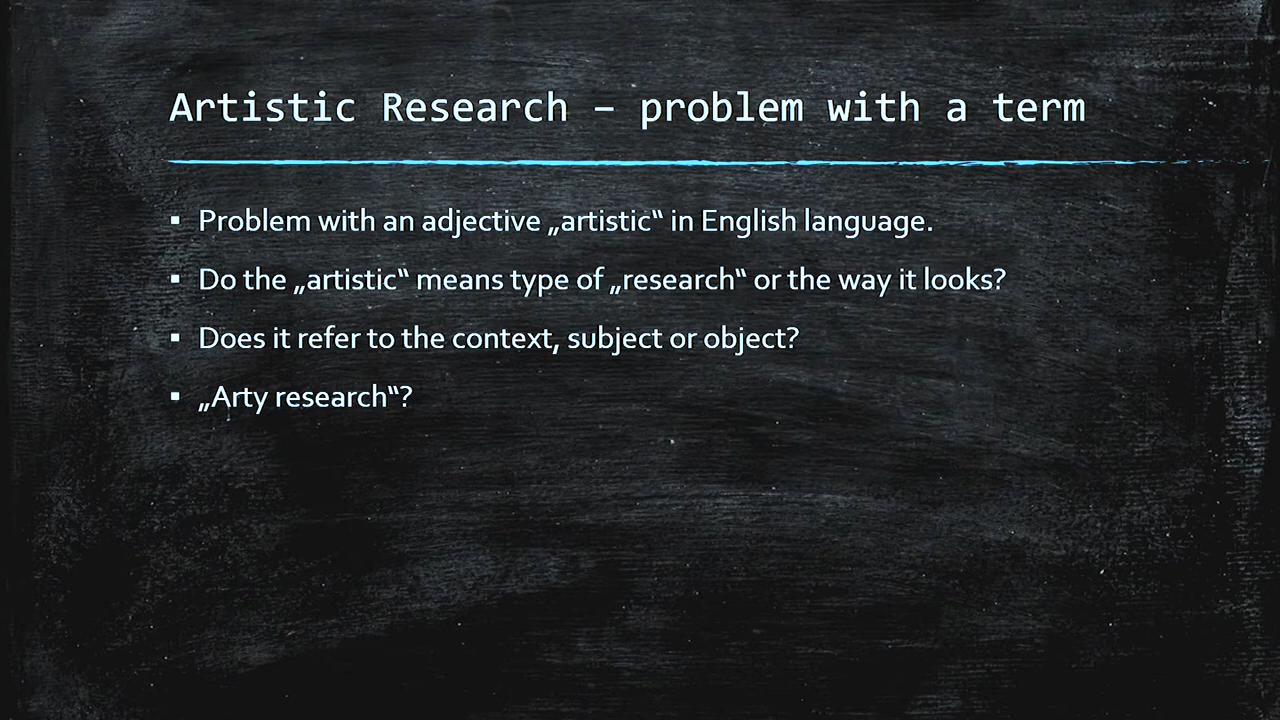 Artistic Research – problem with a term
▪ Problem with an adjective „artistic“ in English language.
▪ Do the „artistic“ means type of „research“ or the way it looks?
▪ Does it refer to the context, subject or object?
▪ „Arty research“?